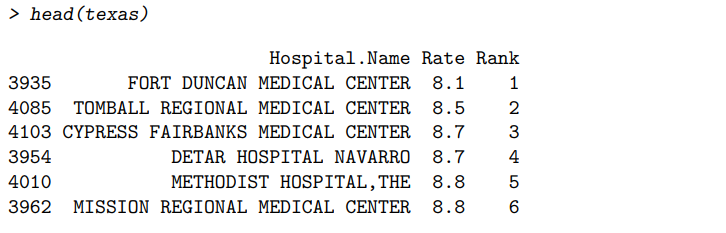 > head(texas)
Hospital.Name Rate Rank
3935 FORT DUNCAN MEDICAL CENTER 8.1 1
4085 TOMBALL REGIONAL MEDICAL CENTER 8.5 2
4103 CYPRESS FAIRBANKS MEDICAL CENTER 8.7 3
3954 DETAR HOSPITAL NAVARRO 8.7 4
4010 METHODIST HOSPITAL,THE 8.8 5
3962 MISSION REGIONAL MEDICAL CENTER 8.8 6